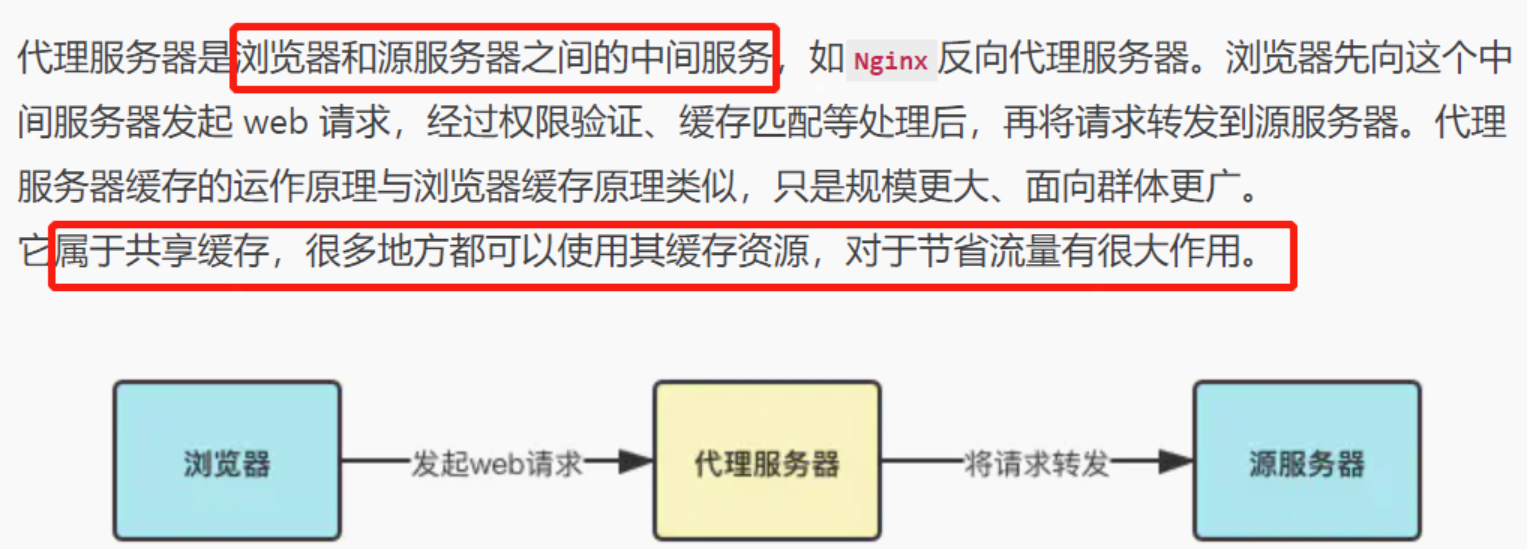 代理服务器是浏览器和源服务器之间的中间服务，如 Nginx 反向代理服务器。浏览器先向这个中
间服务器发起 web 请求，经过权限验证、缓存匹配等处理后，再将请求转发到源服务器。代理
服务器缓存的运作原理与浏览器缓存原理类似，只是规模更大、面向群体更广。
它属于共享缓存，很多地方都可以使用其缓存资源，对于节省流量有很大作用。
浏览器 发起web请求 代理服务器 将请求转发 源服务器